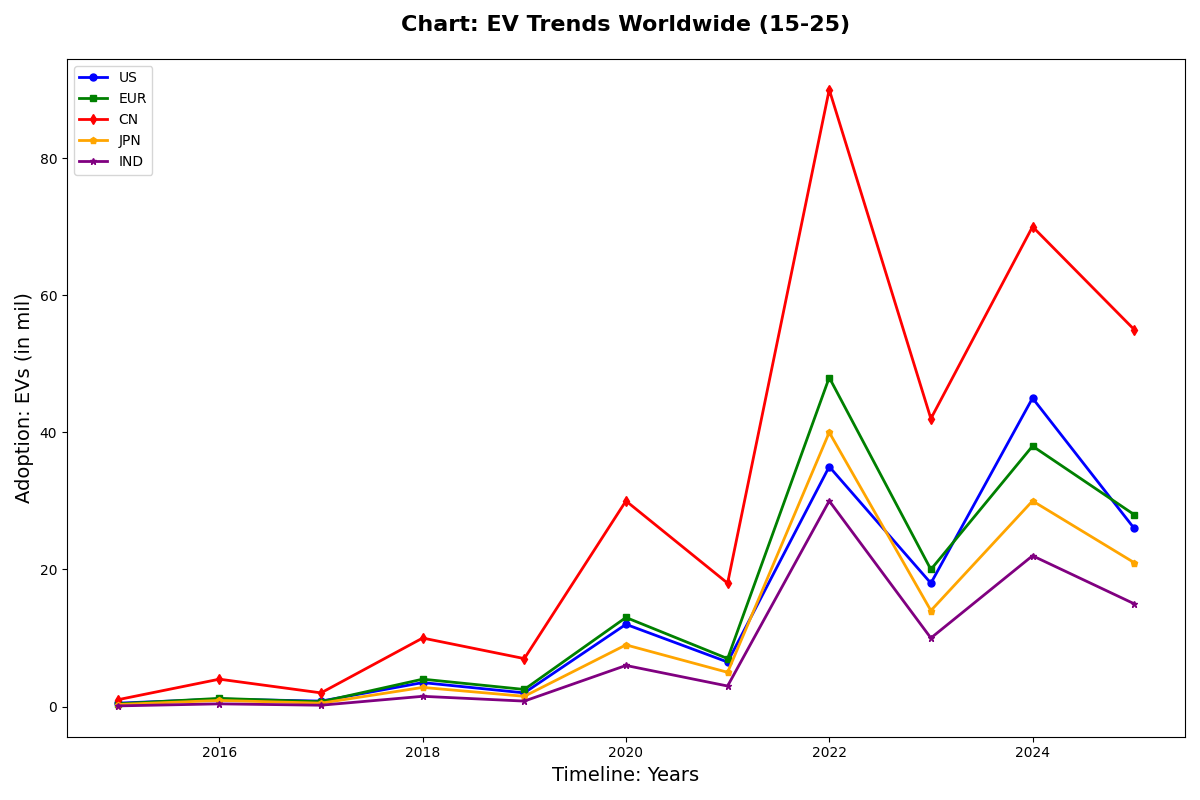 Chart: EV Trends Worldwide (15-25)
US
EUR
CN
JPN
IND
Adoption: EVs (in mil)
80
60
40
20
0
2016
2018
2020
2022
2024
Timeline: Years